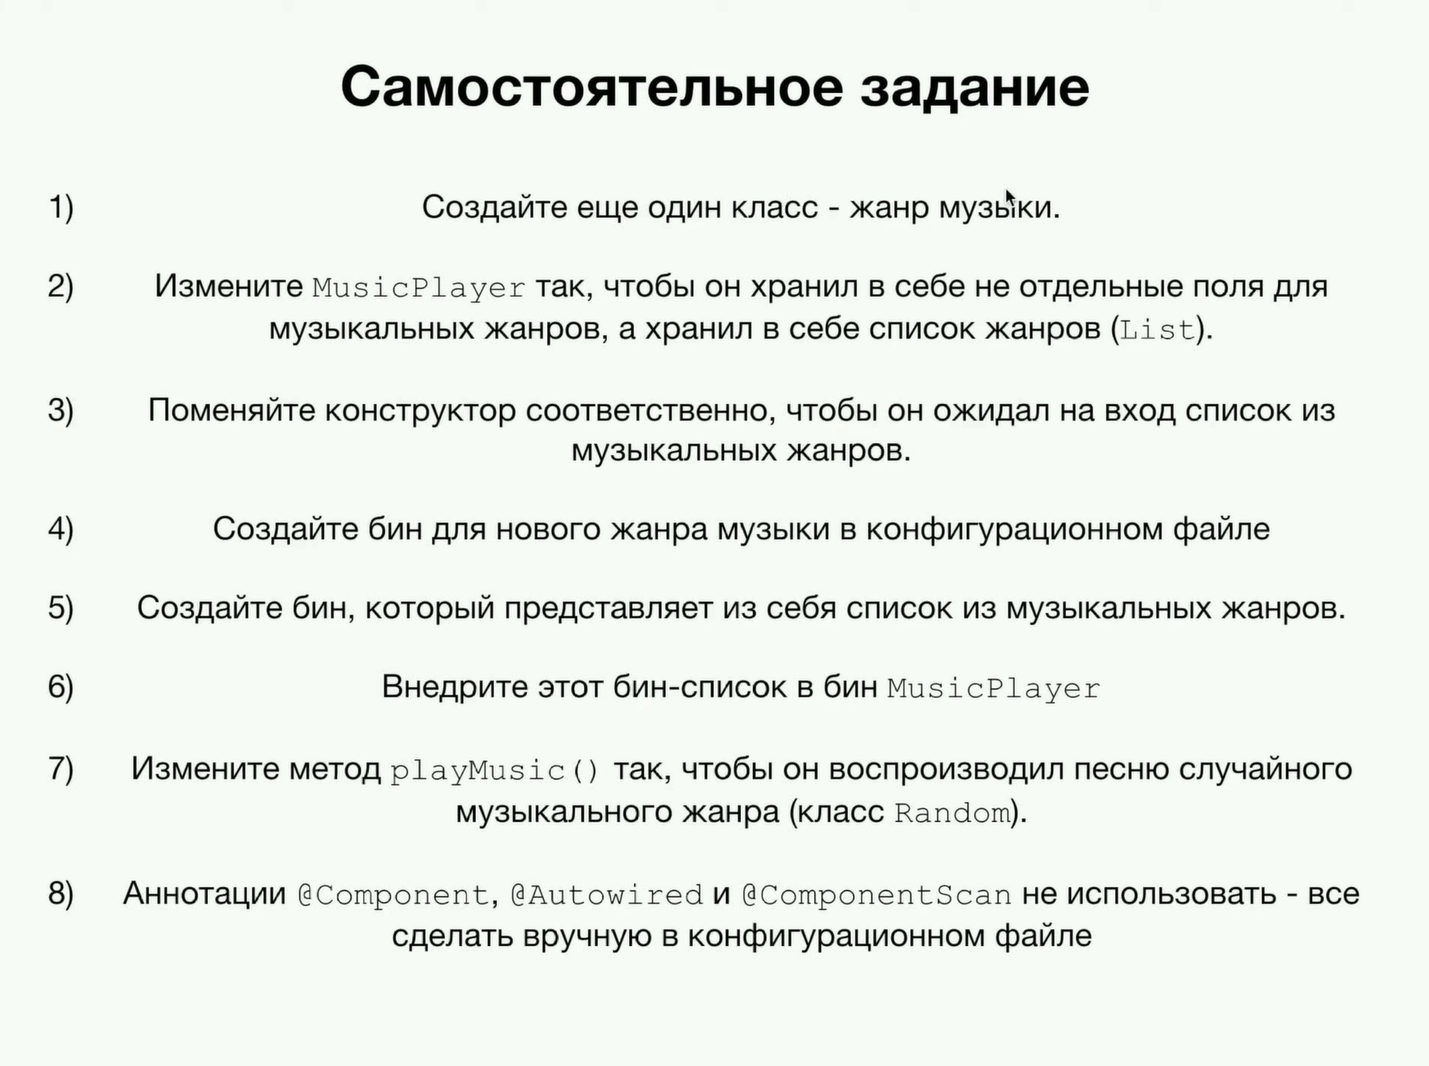 Самостоятельное задание
1) Создайте еще один класс - жанр музыки.
2) Измените MusicPlayer так, чтобы он хранил в себе не отдельные поля для
музыкальных жанров, а хранил в себе список жанров (List).
3) Поменяйте конструктор соответственно, чтобы он ожидал на вход список из
музыкальных жанров.
4) Создайте бин для нового жанра музыки в конфигурационном файле
5) Создайте бин, который представляет из себя список из музыкальных жанров.
6) Внедрите этот бин-список в бин MusicPlayer
7) Измените метод playMusic() так, чтобы он воспроизводил песню случайного
музыкального жанра (класс Random).
8) Аннотации @Component, @Autowired и @ComponentScan не использовать - все
сделать вручную в конфигурационном файле